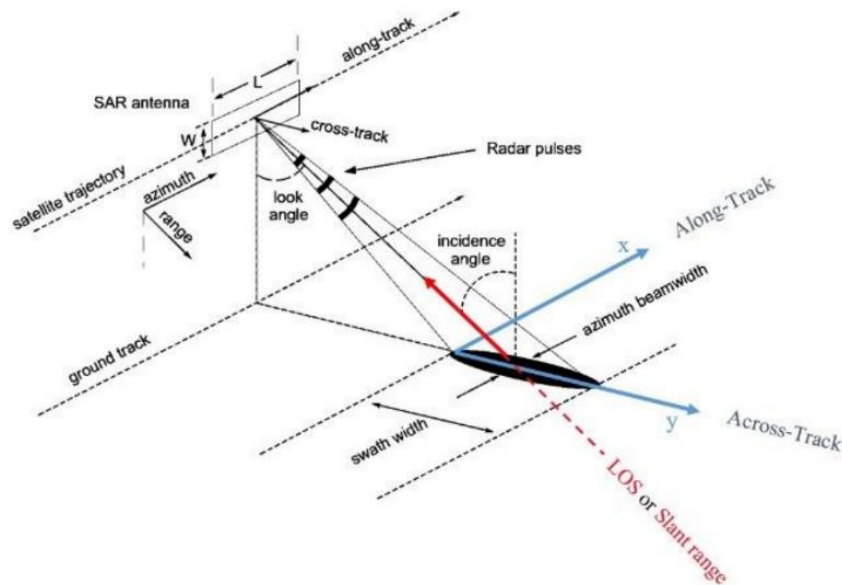 along-track
L
SAR antenna
W
cross-track
Radar pulses
satellite trajectory
azimuth
range
look
angle
incidence
angle
x
Along-Track
azimuth beamwidth
ground track
swath width
y
Across-Track
LOS or Slant range